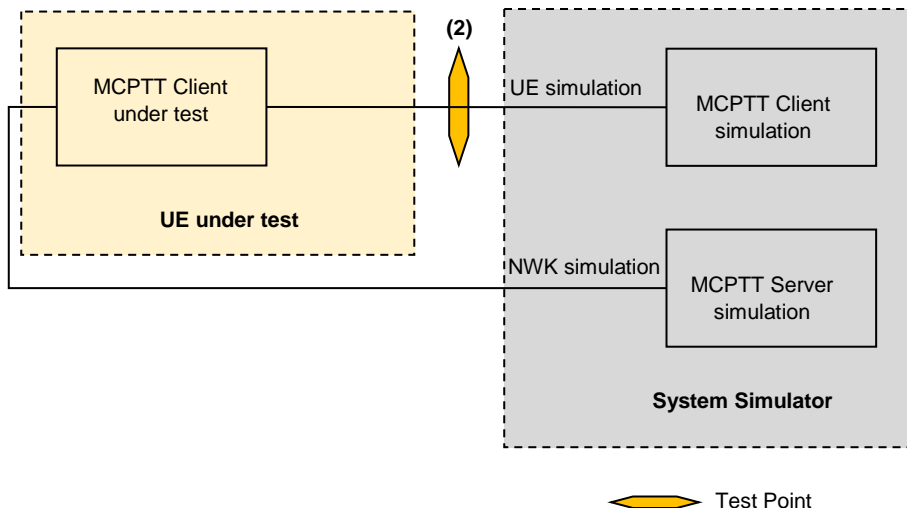 (2)
MCPTT Client
under test
UE simulation
MCPTT Client
simulation
UE under test
NWK simulation
MCPTT Server
simulation
System Simulator
Test Point